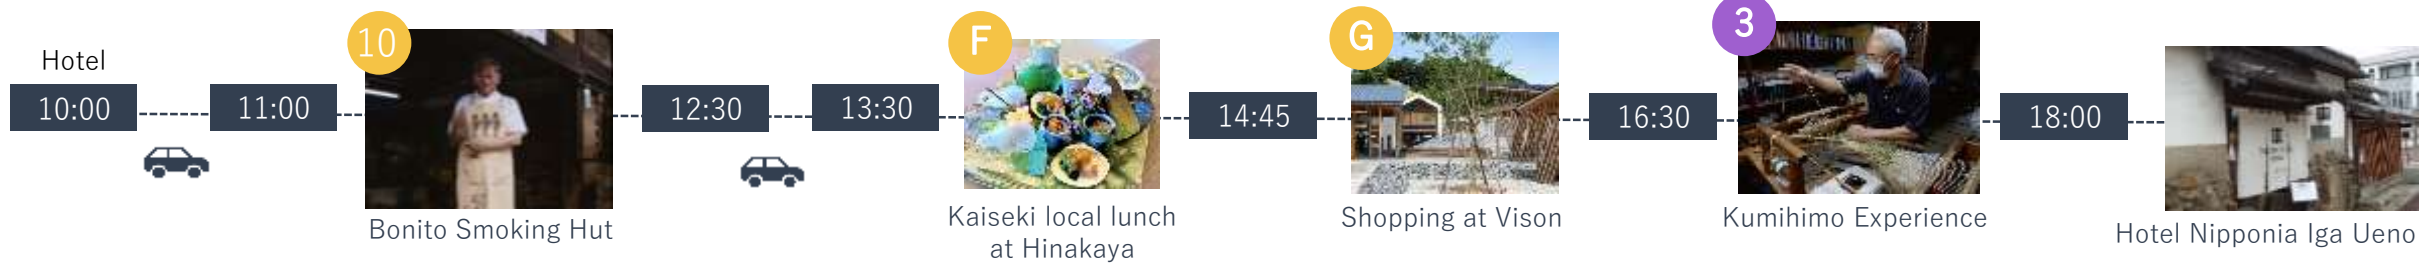 Hotel
10:00
11:00
10
Bonito Smoking Hut
12:30
13:30
F
Kaiseki local lunch
at Hinakaya
14:45
G
Shopping at Vison
16:30
3
Kumihimo Experience
18:00
Hotel Nipponia Iga Ueno